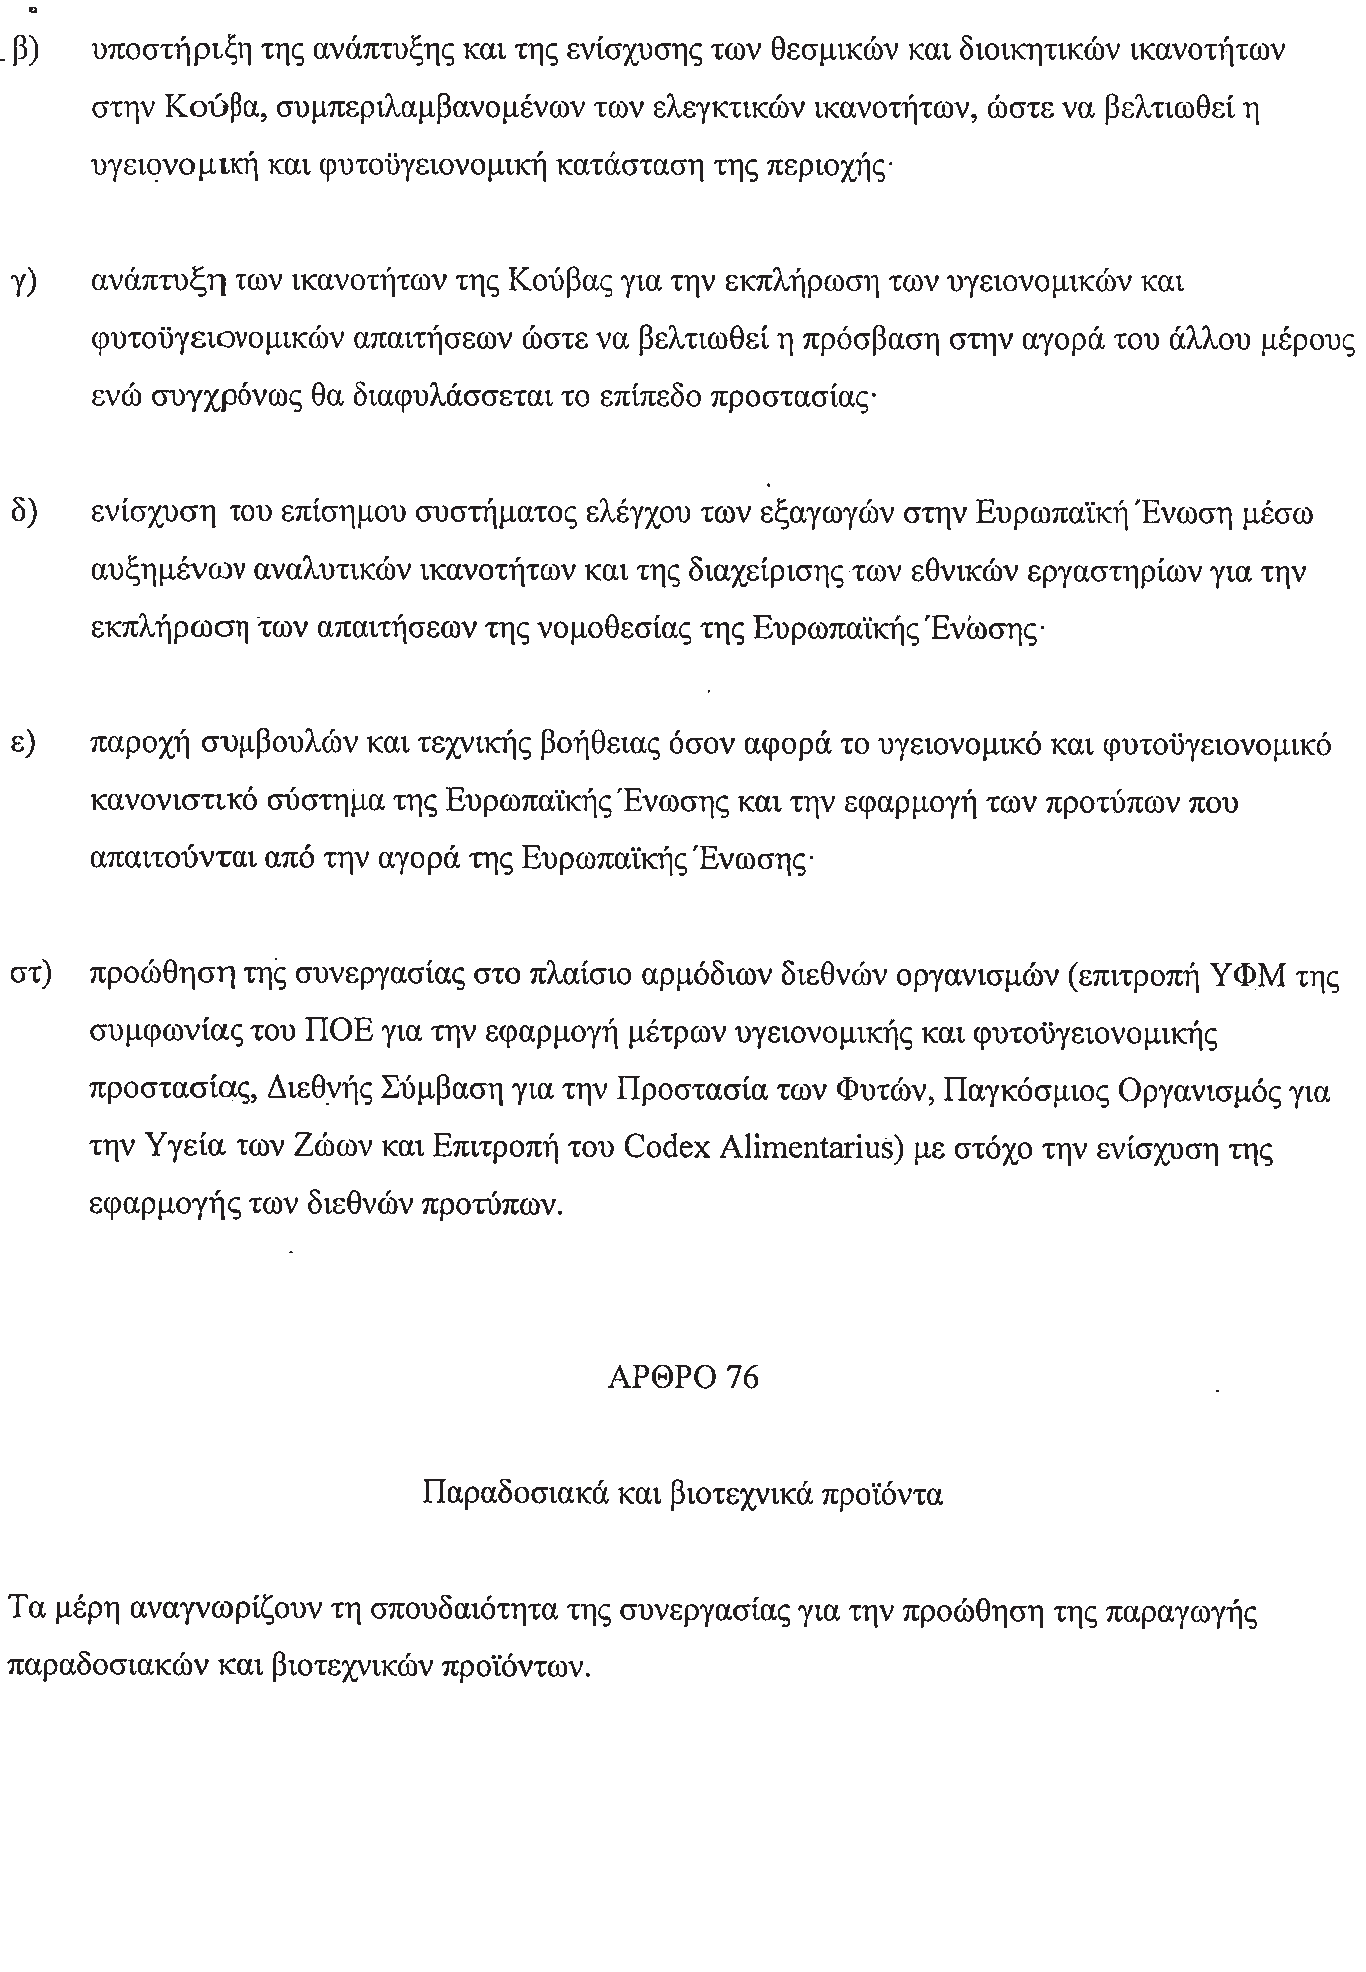 β) υποστήριξη της ανάπτυξης και της ενίσχυσης των θεσμικών και διοικητικών ικανοτήτων
στην Κούβα, συμπεριλαμβανομένων των ελεγκτικών ικανοτήτων, ώστε να βελτιωθεί η
υγειονομική και φυτοϋγειονομική κατάσταση της περιοχής·
γ) ανάπτυξη των ικανοτήτων της Κούβας για την εκπλήρωση των υγειονομικών και
φυτοϋγειονομικών απαιτήσεων ώστε να βελτιωθεί η πρόσβαση στην αγορά του άλλου μέρους
ενώ συγχρόνως θα διαφυλάσσεται το επίπεδο προστασίας·
δ) ενίσχυση του επίσημου συστήματος ελέγχου των εξαγωγών στην Ευρωπαϊκή Ένωση μέσω
αυξημένων αναλυτικών ικανοτήτων και της διαχείρισης των εθνικών εργαστηρίων για την
εκπλήρωση των απαιτήσεων της νομοθεσίας της Ευρωπαϊκής Ένωσης·
ε) παροχή συμβουλών και τεχνικής βοήθειας όσον αφορά το υγειονομικό και φυτοϋγειονομικό
κανονιστικό σύστημα της Ευρωπαϊκής Ένωσης και την εφαρμογή των προτύπων που
απαιτούνται από την αγορά της Ευρωπαϊκής Ένωσης·
στ) προώθηση της συνεργασίας στο πλαίσιο αρμόδιων διεθνών οργανισμών (επιτροπή ΥΦΜ της
συμφωνίας του ΠΟΕ για την εφαρμογή μέτρων υγειονομικής και φυτοϋγειονομικής
προστασίας, Διεθνής Σύμβαση για την Προστασία των Φυτών, Παγκόσμιος Οργανισμός για
την Υγεία των Ζώων και Επιτροπή του Codex Alimentarius) με στόχο την ενίσχυση της
εφαρμογής των διεθνών προτύπων.
ΑΡΘΡΟ 76
Παραδοσιακά και βιοτεχνικά προϊόντα
Τα μέρη αναγνωρίζουν τη σπουδαιότητα της συνεργασίας για την προώθηση της παραγωγής
παραδοσιακών και βιοτεχνικών προϊόντων.